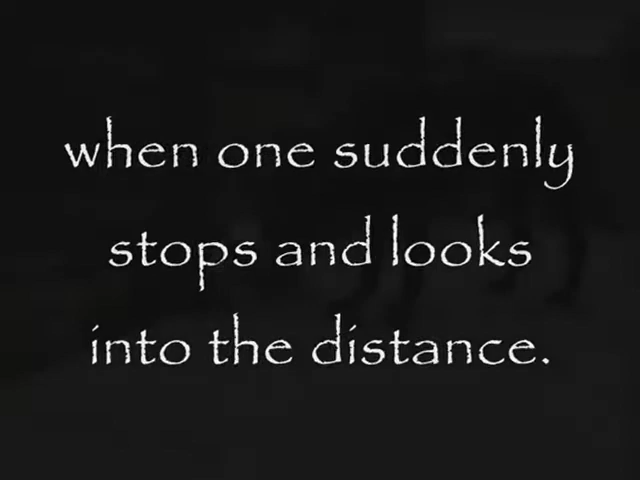 when one suddenly
stops and looks
into the distance.